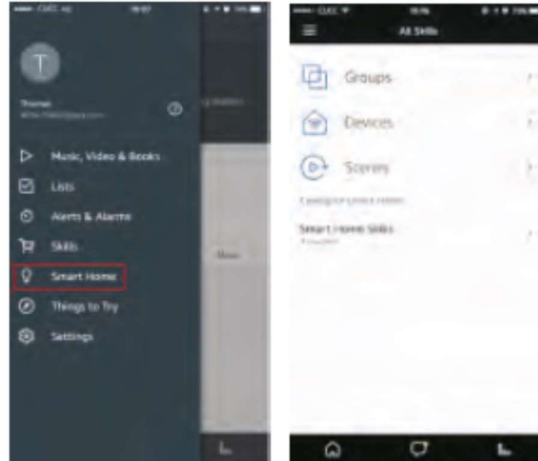 T
Music, Video & Books
Lists
Alerts & Alarms
Skills
Smart Home
Things to Try
Settings
All Skills
Groups
Devices
Scenes
Smart Home Skills